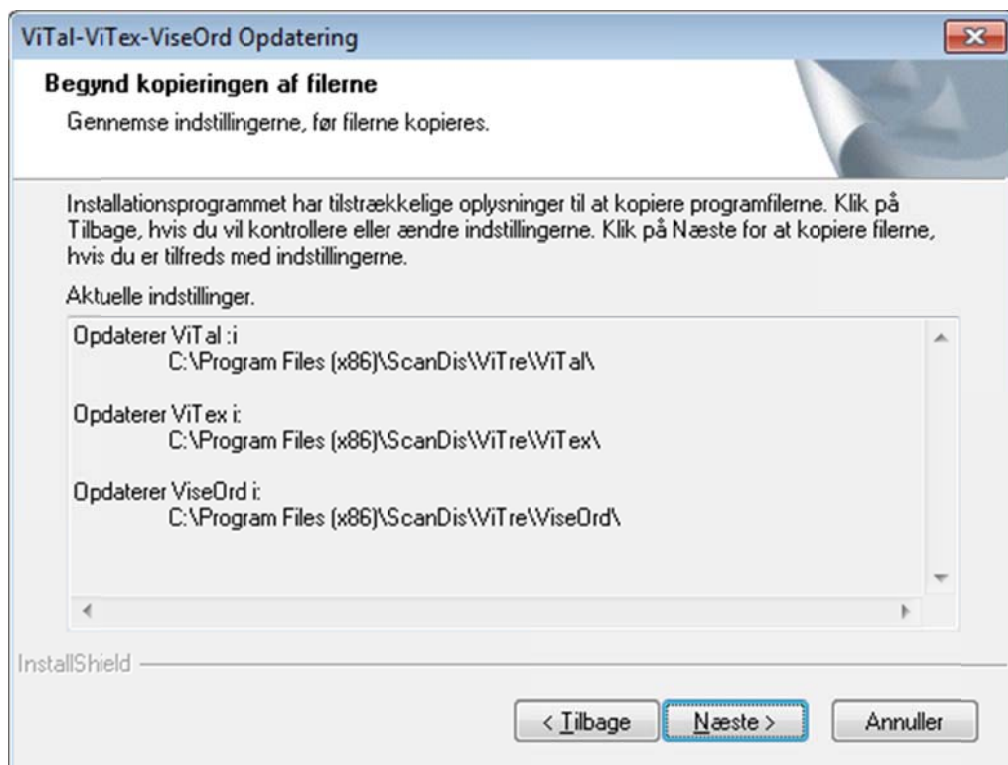 ViTal-ViTex-ViseOrd Opdatering
Begynd kopieringen af filerne
Gennemse indstillingerne, før filerne kopieres.
Installationsprogrammet har tilstrækkelige oplysninger til at kopiere programfilerne. Klik på
Tilbage, hvis du vil kontrollere eller ændre indstillingerne. Klik på Næste for at kopiere filerne,
hvis du er tilfreds med indstillingerne.
Aktuelle indstillinger.
Opdaterer ViTal :i
C:\Program Files (x86)\ScanDis\ViTre\ViTal\
Opdaterer ViTex i:
C:\Program Files (x86)\ScanDis\ViTre\ViTex\
Opdaterer ViseOrd i:
C:\Program Files (x86)\ScanDis\ViTre\ViseOrd\
InstallShield
< Tilbage
Næste >
Annuller